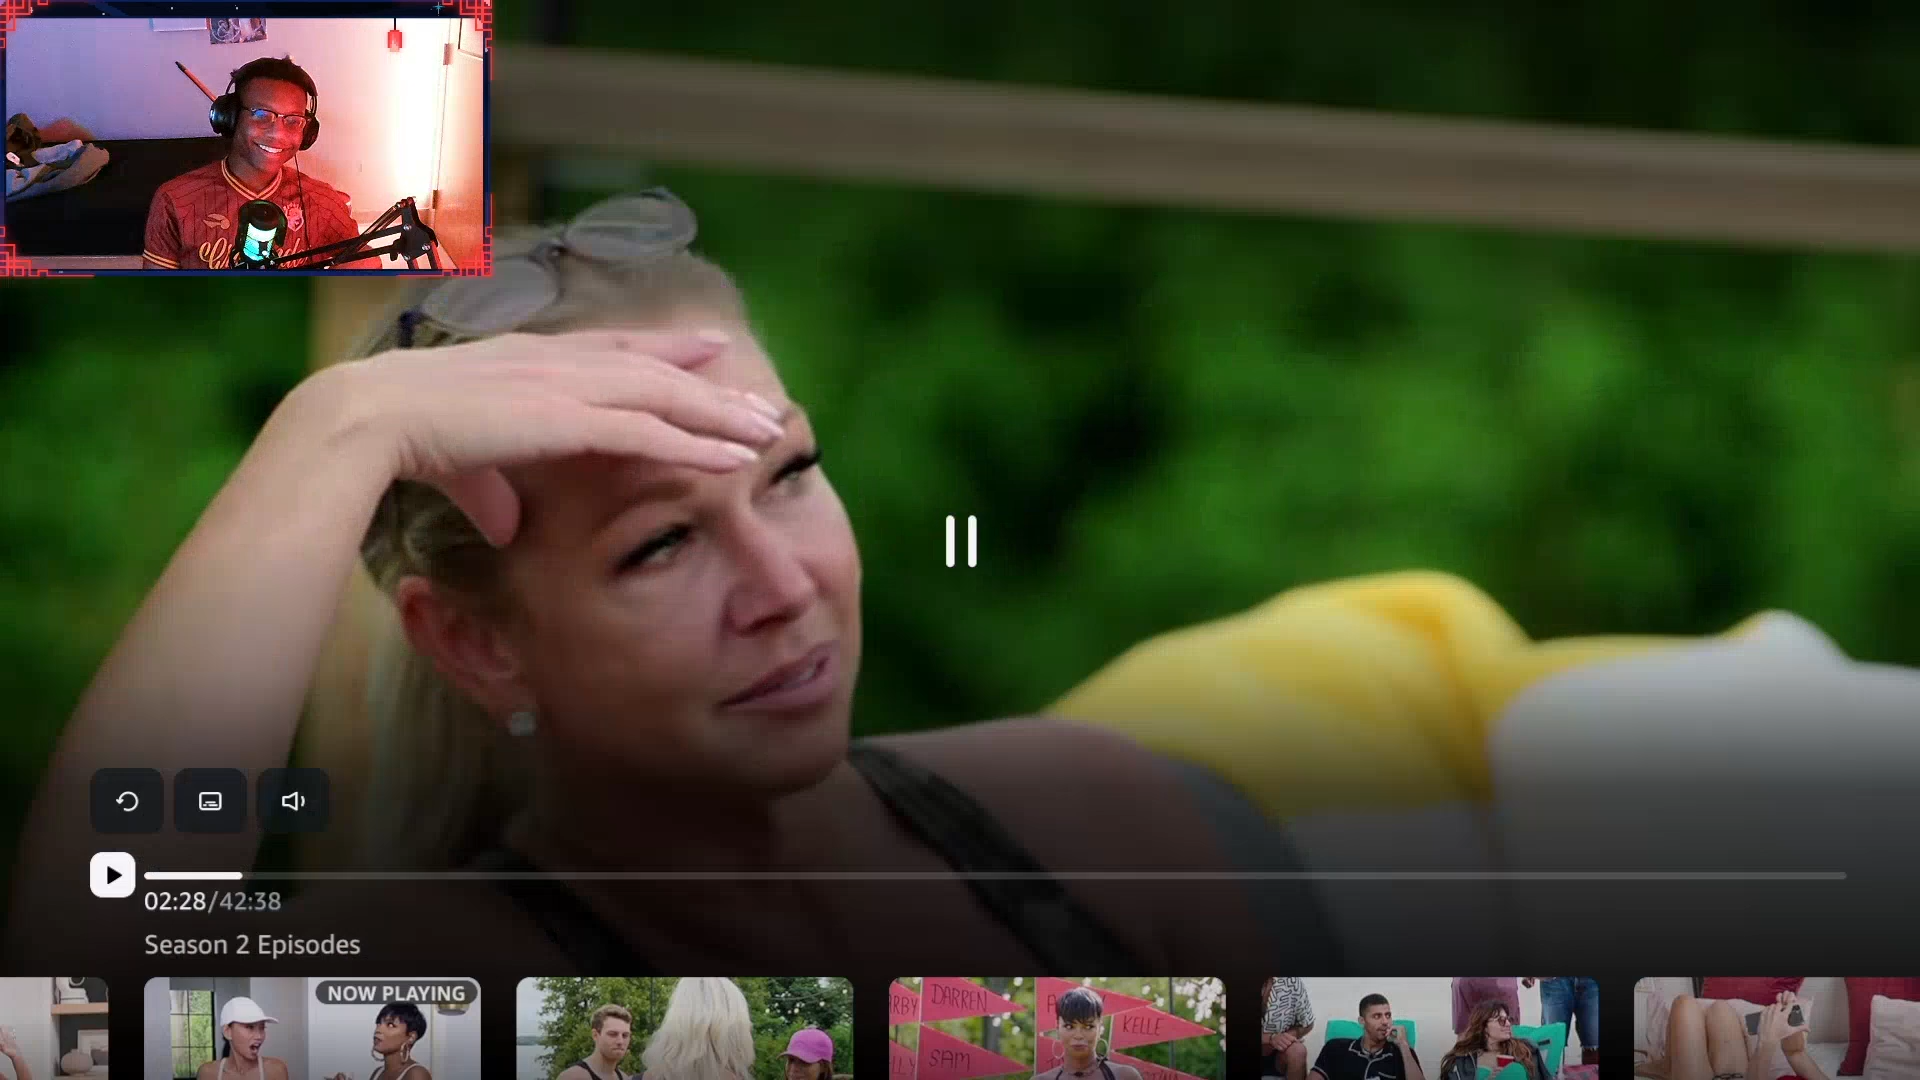 02:28/42:38
Season 2 Episodes
NOW PLAYING
DARREN
KELLE
SAM